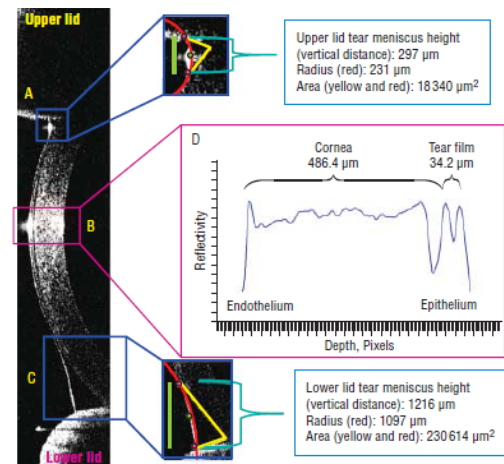 Upper lid
A
B
C
Lower lid
Upper lid tear meniscus height
(vertical distance): 297 μm
Radius (red): 231 μm
Area (yellow and red): 18 340 μm²
D
Cornea
486.4 μm
Tear film
34.2 μm
Reflectivity
Endothelium
Epithelium
Depth, Pixels
Lower lid tear meniscus height
(vertical distance): 1216 μm
Radius (red): 1097 μm
Area (yellow and red): 230 614 μm²